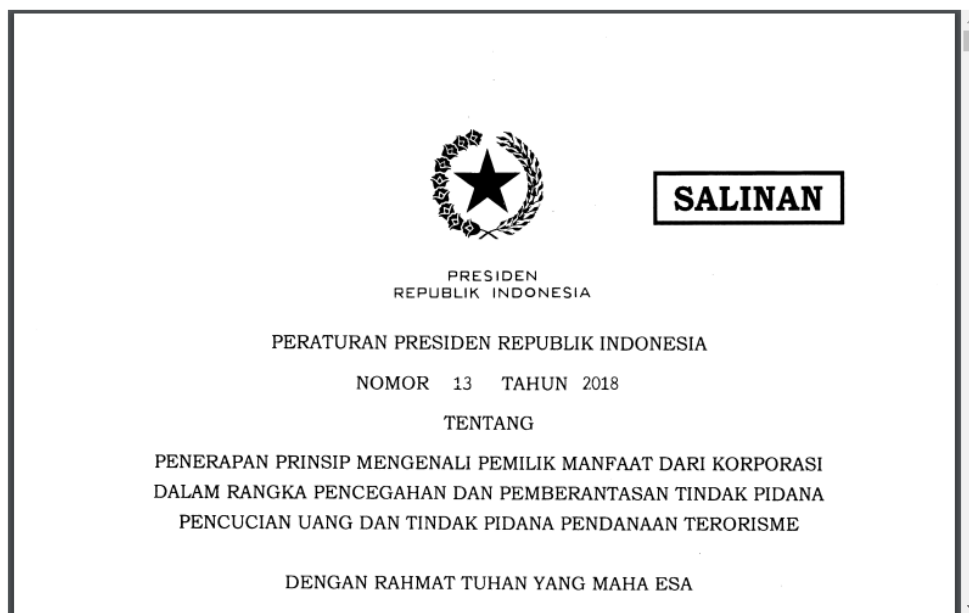 SALINAN
PRESIDEN
REPUBLIK INDONESIA
PERATURAN PRESIDEN REPUBLIK INDONESIA
NOMOR 13 TAHUN 2018
TENTANG
PENERAPAN PRINSIP MENGENALI PEMILIK MANFAAT DARI KORPORASI
DALAM RANGKA PENCEGAHAN DAN PEMBERANTASAN TINDAK PIDANA
PENCUCIAN UANG DAN TINDAK PIDANA PENDANAAN TERORISME
DENGAN RAHMAT TUHAN YANG MAHA ESA